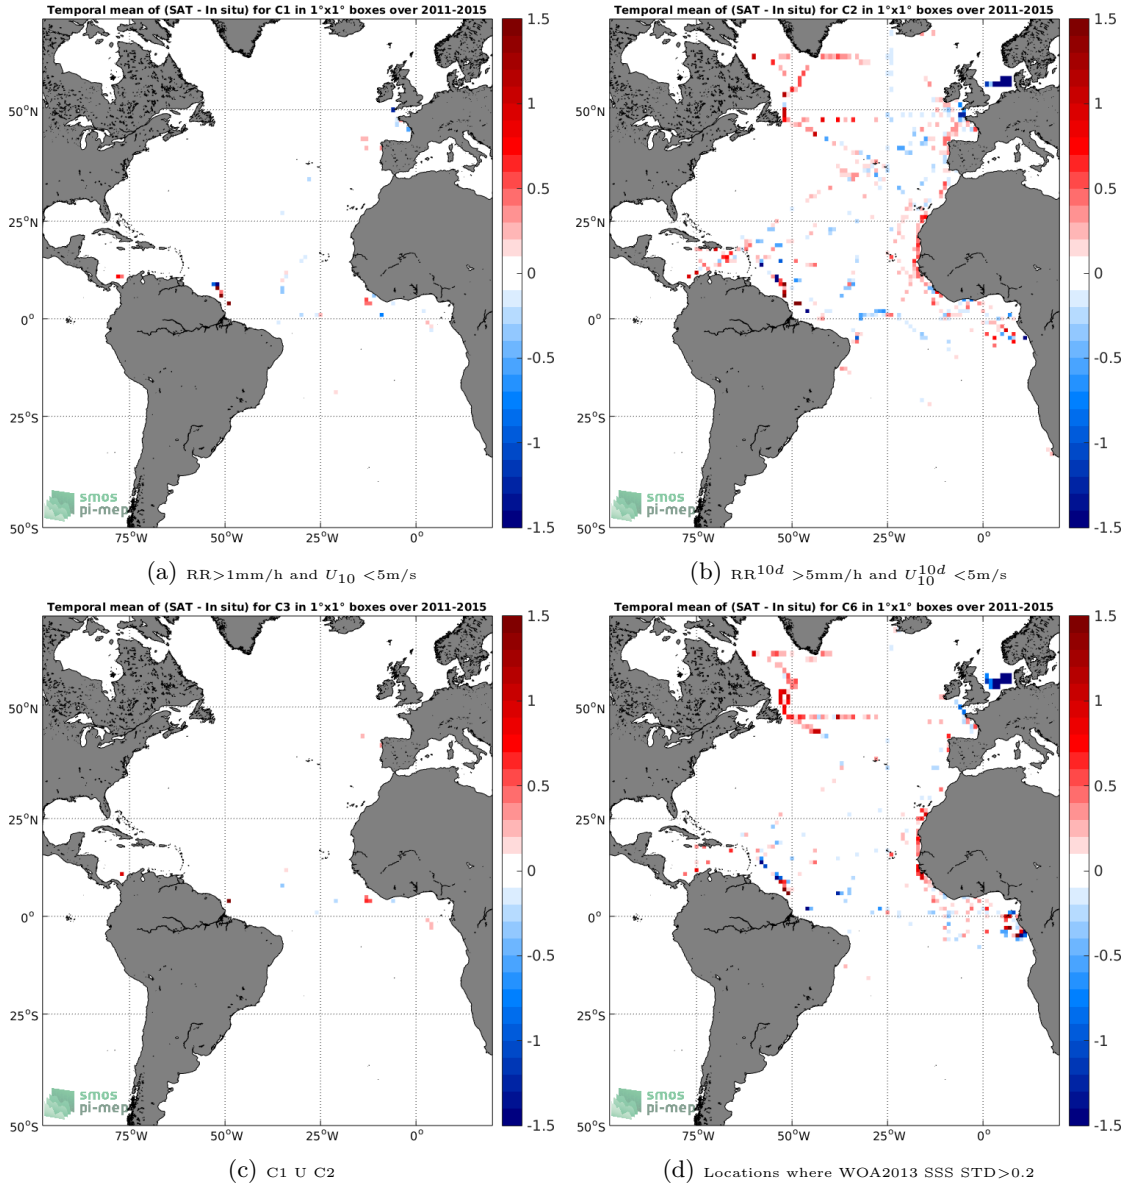 Temporal mean of (SAT - In situ) for C1 in 1°x1° boxes over 2011-2015
1.5
1
0.5
0
-0.5
-1
-1.5
50°N
25°N
0°
25°S
50°S
75°W
50°W
25°W
0°
smos
pi-mep
(a) RR>1mm/h and U10 <5m/s
Temporal mean of (SAT - In situ) for C2 in 1°x1° boxes over 2011-2015
1.5
1
0.5
0
-0.5
-1
-1.5
50°N
25°N
0°
25°S
50°S
75°W
50°W
25°W
0°
smos
pi-mep
(b) RR10d >5mm/h and U10d10 <5m/s
Temporal mean of (SAT - In situ) for C3 in 1°x1° boxes over 2011-2015
1.5
1
0.5
0
-0.5
-1
-1.5
50°N
25°N
0°
25°S
50°S
75°W
50°W
25°W
0°
smos
pi-mep
(c) C1 U C2
Temporal mean of (SAT - In situ) for C6 in 1°x1° boxes over 2011-2015
1.5
1
0.5
0
-0.5
-1
-1.5
50°N
25°N
0°
25°S
50°S
75°W
50°W
25°W
0°
smos
pi-mep
(d) Locations where WOA2013 SSS STD>0.2